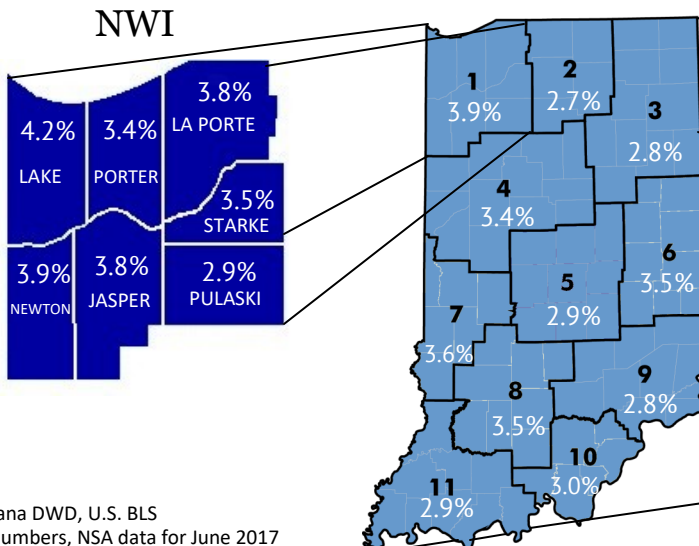 NWI
3.8%
LA PORTE
4.2%
LAKE
3.4%
PORTER
3.5%
STARKE
3.9%
NEWTON
3.8%
JASPER
2.9%
PULASKI
1
3.9%
2
2.7%
3
2.8%
4
3.4%
5
2.9%
6
3.5%
7
3.6%
8
3.5%
9
2.8%
10
3.0%
11
2.9%
ana DWD, U.S. BLS
umbers, NSA data for June 2017